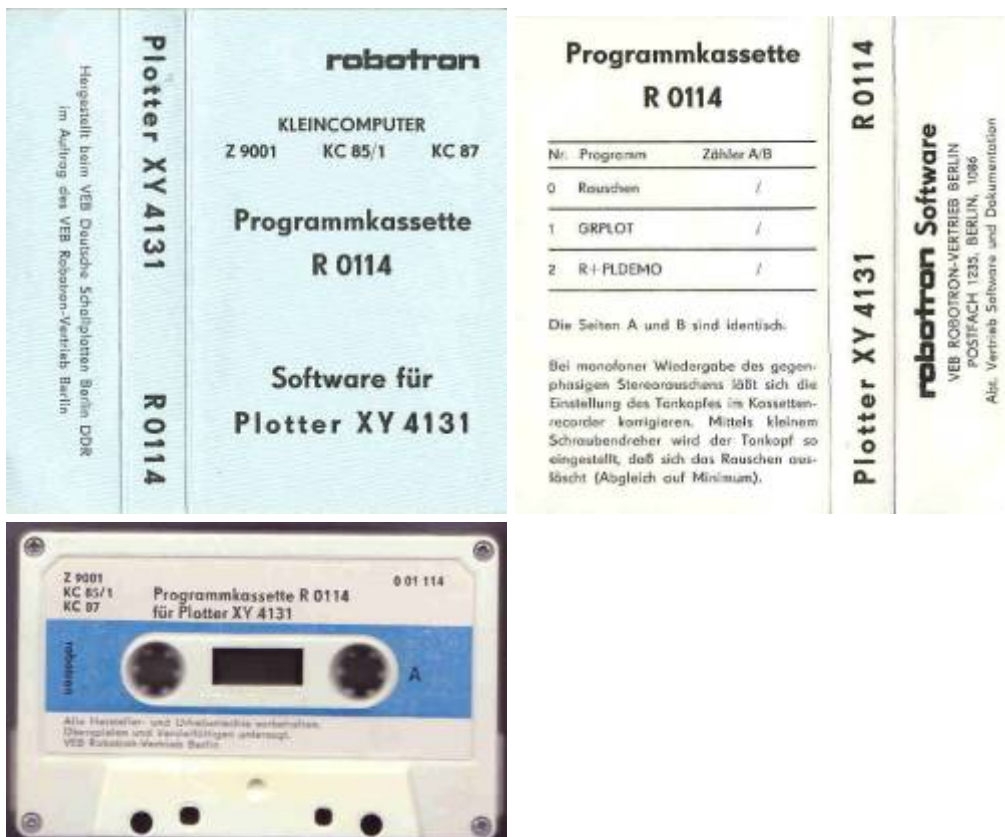 robotron
KLEINCOMPUTER
Z 9001 KC 85/1 KC 87
Programmkassette
R 0114
Software für
Plotter XY 4131
Plotter XY 4131 R 0114
Hergestellt beim VEB Deutsche Schallplatten Berlin DDR
im Auftrag des VEB Robotron-Vertrieb Berlin
Programmkassette
R 0114
Nr. Programm Zähler A/B
0 Rauschen /
1 GRPLOT /
2 R+PLDEMO /
Die Seiten A und B sind identisch.
Bei monofoner Wiedergabe des gegen-
phasigen Stereorauschens läßt sich die
Einstellung des Tonkopfes im Kassetten-
recorder korrigieren. Mittels kleinem
Schraubendreher wird der Tonkopf so
eingestellt, daß sich das Rauschen aus-
löscht (Abgleich auf Minimum).
Plotter XY 4131 R 0114
robotron Software
VEB ROBOTRON-VERTRIEB BERLIN
POSTFACH 1235, BERLIN, 1086
Abt. Vertrieb Software und Dokumentation
Z 9001
KC 85/1
KC 87
Programmkassette R 0114
für Plotter XY 4131
0 01 114
robotron
A
Alle Hersteller- und Urheberrechte vorbehalten.
Überspielen und Vervielfältigen untersagt.
VEB Robotron-Vertrieb Berlin